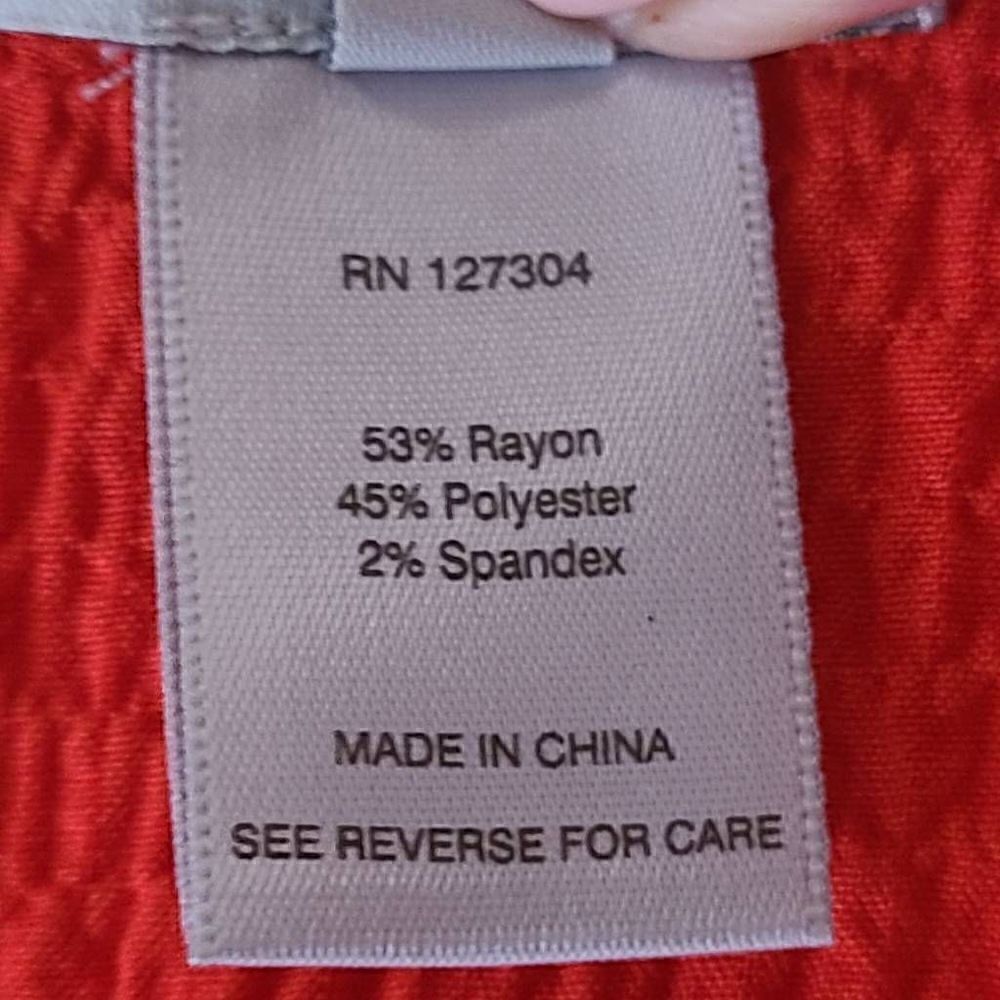 RN 127304
53% Rayon
45% Polyester
2% Spandex
MADE IN CHINA
SEE REVERSE FOR CARE